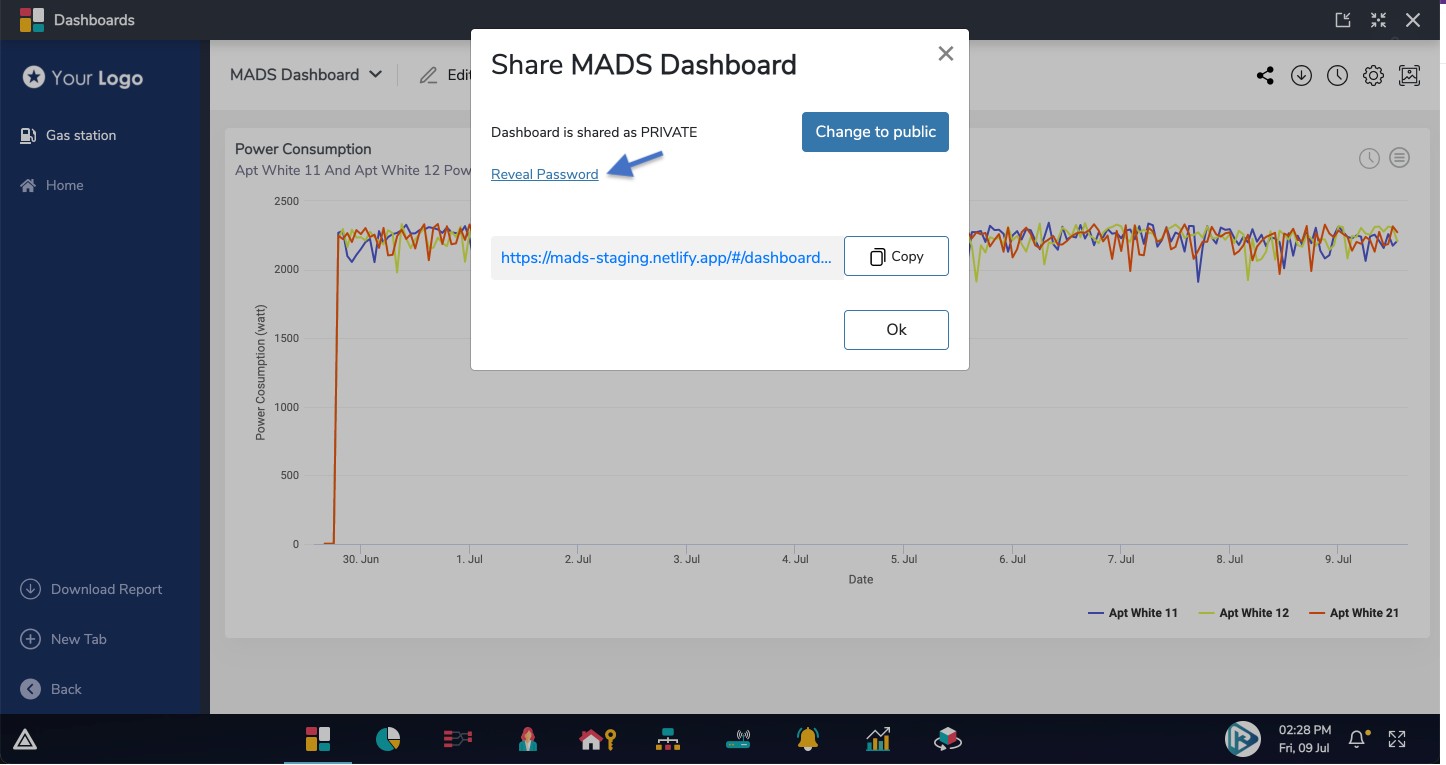 Dashboards
Your Logo
Gas station
Home
Download Report
New Tab
Back
MADS Dashboard
Edit
Share MADS Dashboard
Dashboard is shared as PRIVATE
Change to public
Reveal Password
https://mads-staging.netlify.app/#/dashboard...
Copy
Ok
Power Consumption
Apt White 11 And Apt White 12 Pow
Power Cosumption (watt)
2500
2000
1500
1000
500
0
30. Jun
1. Jul
2. Jul
3. Jul
4. Jul
5. Jul
6. Jul
7. Jul
8. Jul
9. Jul
Date
Apt White 11
Apt White 12
Apt White 21
02:28 PM
Fri, 09 Jul